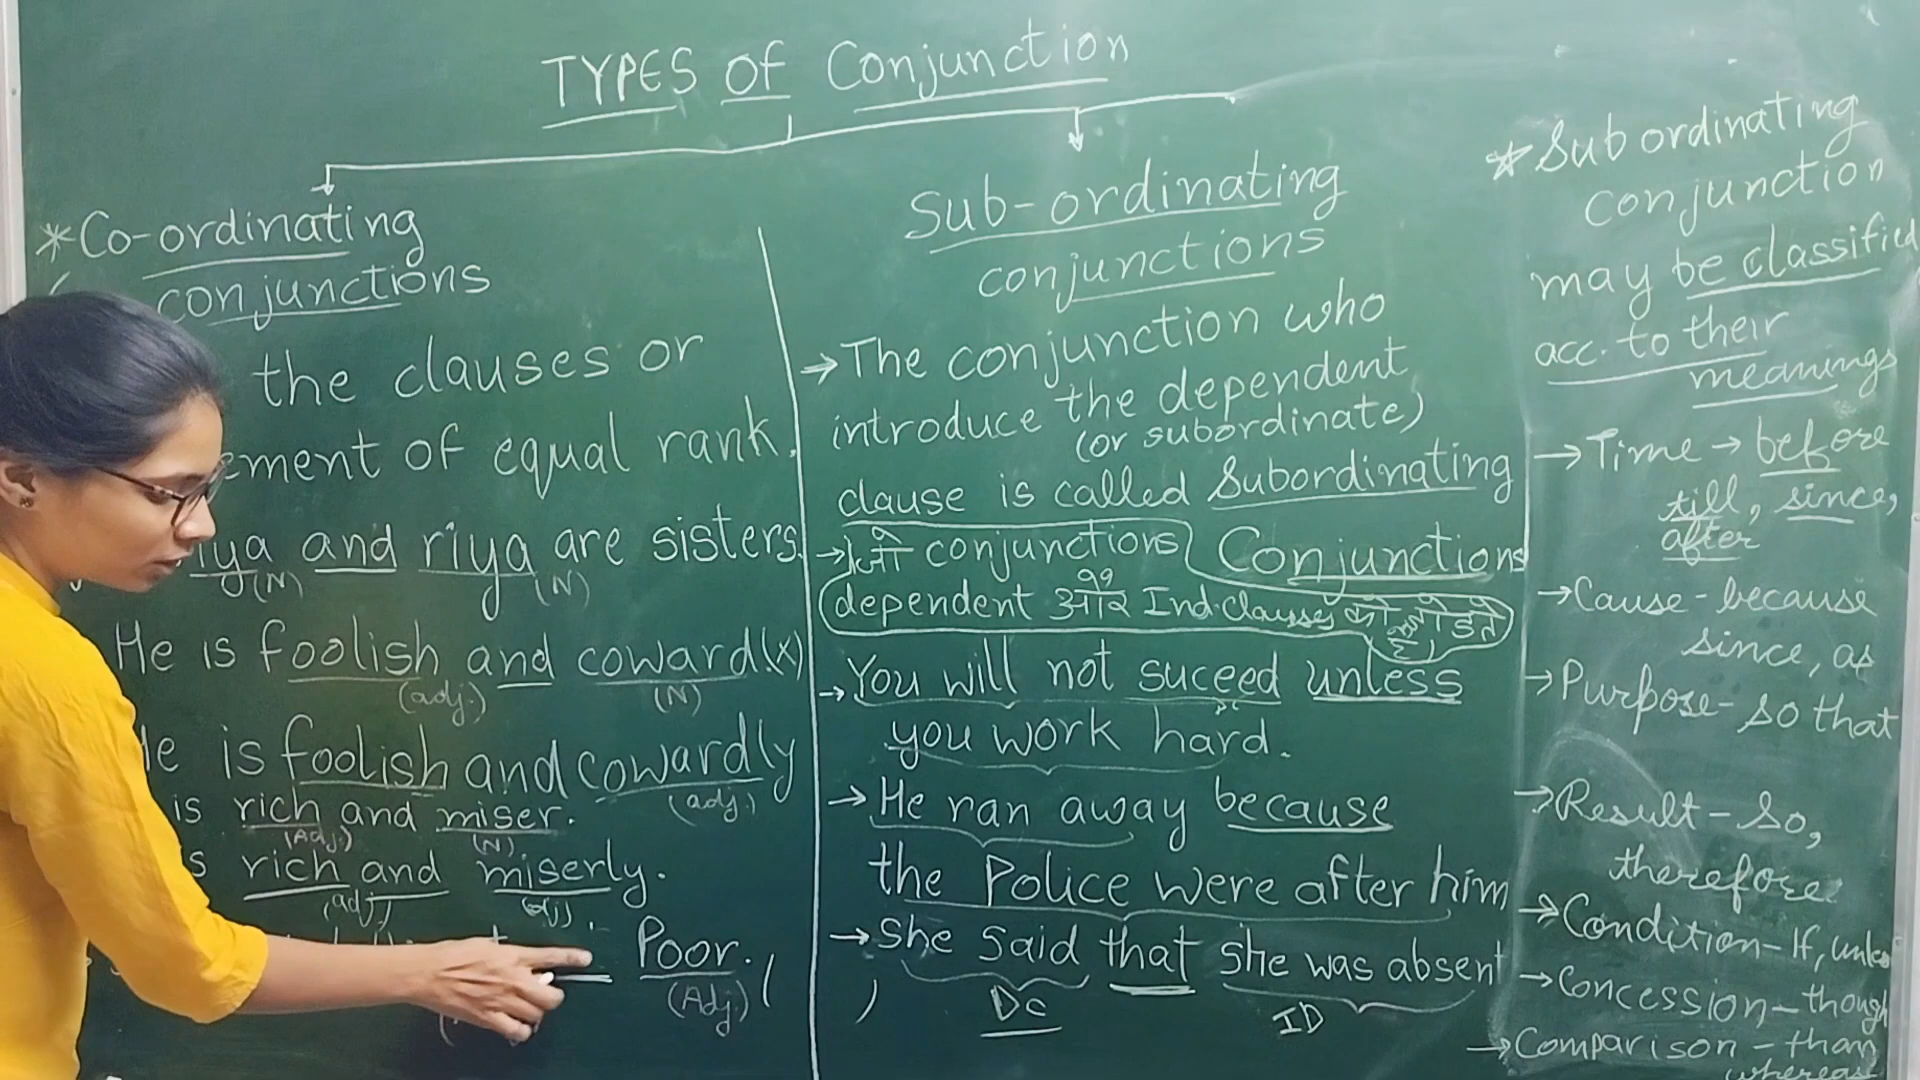 TYPES of Conjunction
*Co-ordinating
conjunctions
the clauses or
ement of equal rank.
iya and riya are sisters.
(N) (N)
He is foolish and coward.(x)
(adj.) (N)
He is foolish and cowardly
(adj.)
is rich and miser.
(Adj.) (N)
s rich and miserly.
(adj.) (adj).
Poor.
(Adj.) (
Sub-ordinating
conjunctions
→The conjunction who
introduce the dependent
(or subordinate)
clause is called Subordinating
Conjunctions
→ जो conjunctions
dependent और Ind.clauses को जोड़ते
हैं।
→You will not suceed unless
you work hard.
→He ran away because
the Police were after him
→She said that she was absent
)
DC ID
*Subordinating
conjunction
may be classified
acc. to their
meanings
→Time → before
till, since,
after
→Cause - because
since, as
→Purpose - so that
→Result - So,
therefore
→Condition - If, unles
→Concession - though
→Comparison - than
whereas